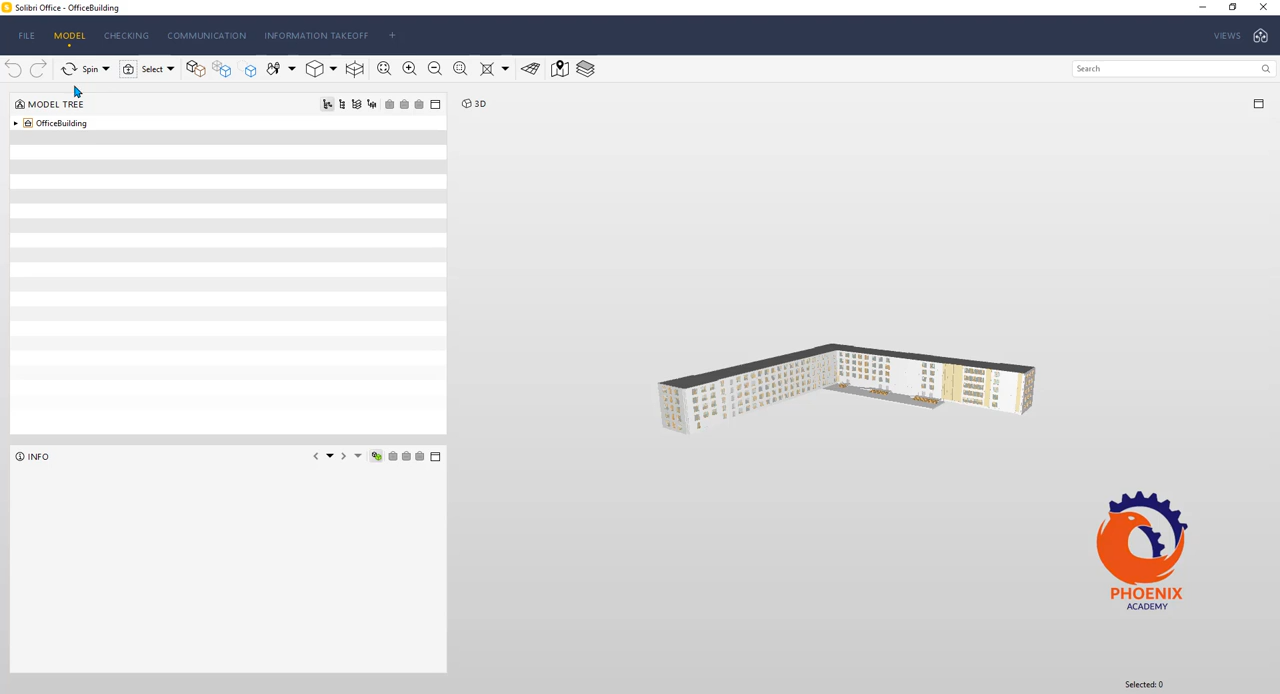 Solibri Office - OfficeBuilding
FILE MODEL CHECKING COMMUNICATION INFORMATION TAKEOFF + VIEWS
Spin Select Search
MODEL TREE 3D
OfficeBuilding
INFO
PHOENIX
ACADEMY
Selected: 0